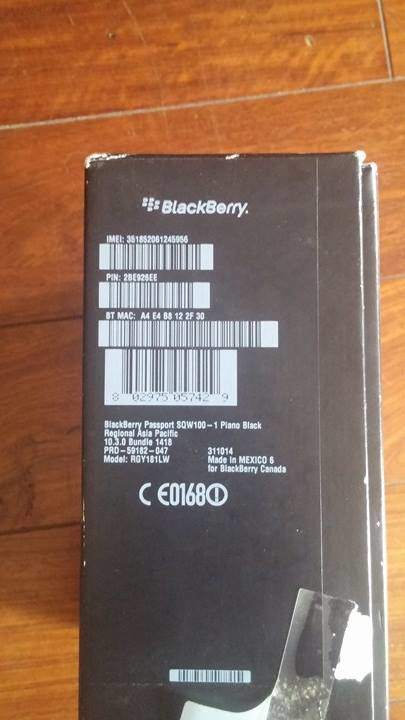 BlackBerry.
IMEI: 351852061245956
PIN: 2BE926EE
BT MAC: A4 E4 B8 12 2F 30
8 02975 05742 9
BlackBerry Passport SQW100-1 Piano Black
Regional Asia Pacific
10.3.0 Bundle 1418
PRD-59182-047 311014
Model: RGY181LW Made in MEXICO 6
for BlackBerry Canada
CE0168